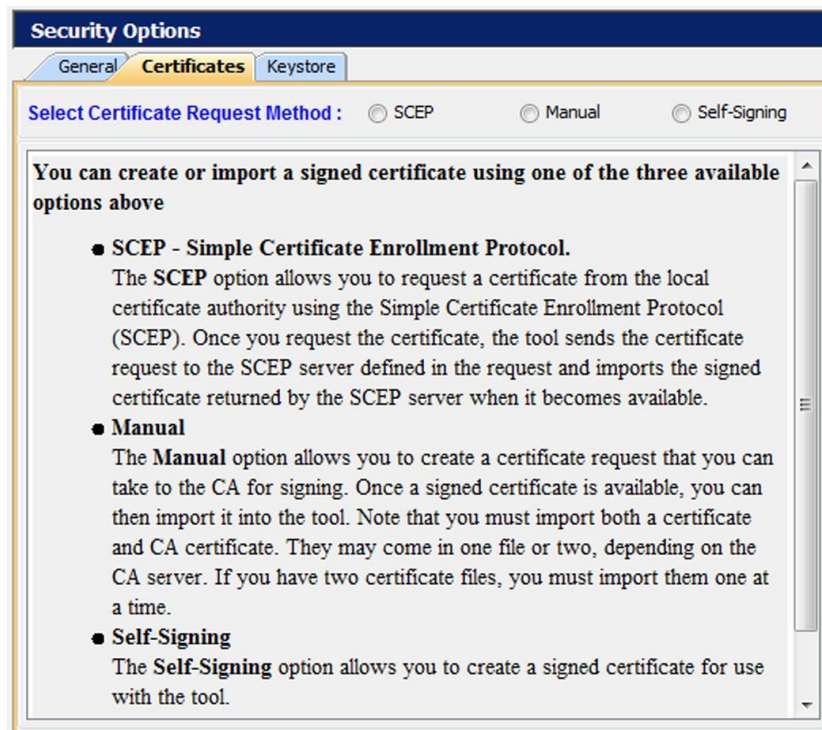 Security Options
General Certificates Keystore
Select Certificate Request Method : SCEP Manual Self-Signing
You can create or import a signed certificate using one of the three available
options above
● SCEP - Simple Certificate Enrollment Protocol.
The SCEP option allows you to request a certificate from the local
certificate authority using the Simple Certificate Enrollment Protocol
(SCEP). Once you request the certificate, the tool sends the certificate
request to the SCEP server defined in the request and imports the signed
certificate returned by the SCEP server when it becomes available.
● Manual
The Manual option allows you to create a certificate request that you can
take to the CA for signing. Once a signed certificate is available, you can
then import it into the tool. Note that you must import both a certificate
and CA certificate. They may come in one file or two, depending on the
CA server. If you have two certificate files, you must import them one at
a time.
● Self-Signing
The Self-Signing option allows you to create a signed certificate for use
with the tool.